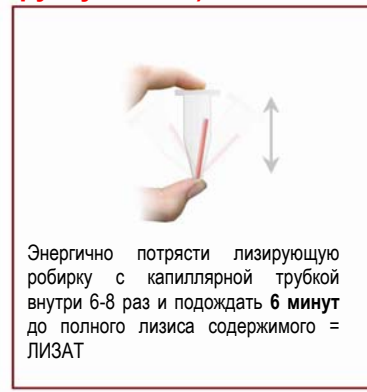 Энергично потрясти лизирующую
робирку с капиллярной трубкой
внутри 6-8 раз и подождать 6 минут
до полного лизиса содержимого =
ЛИЗАТ